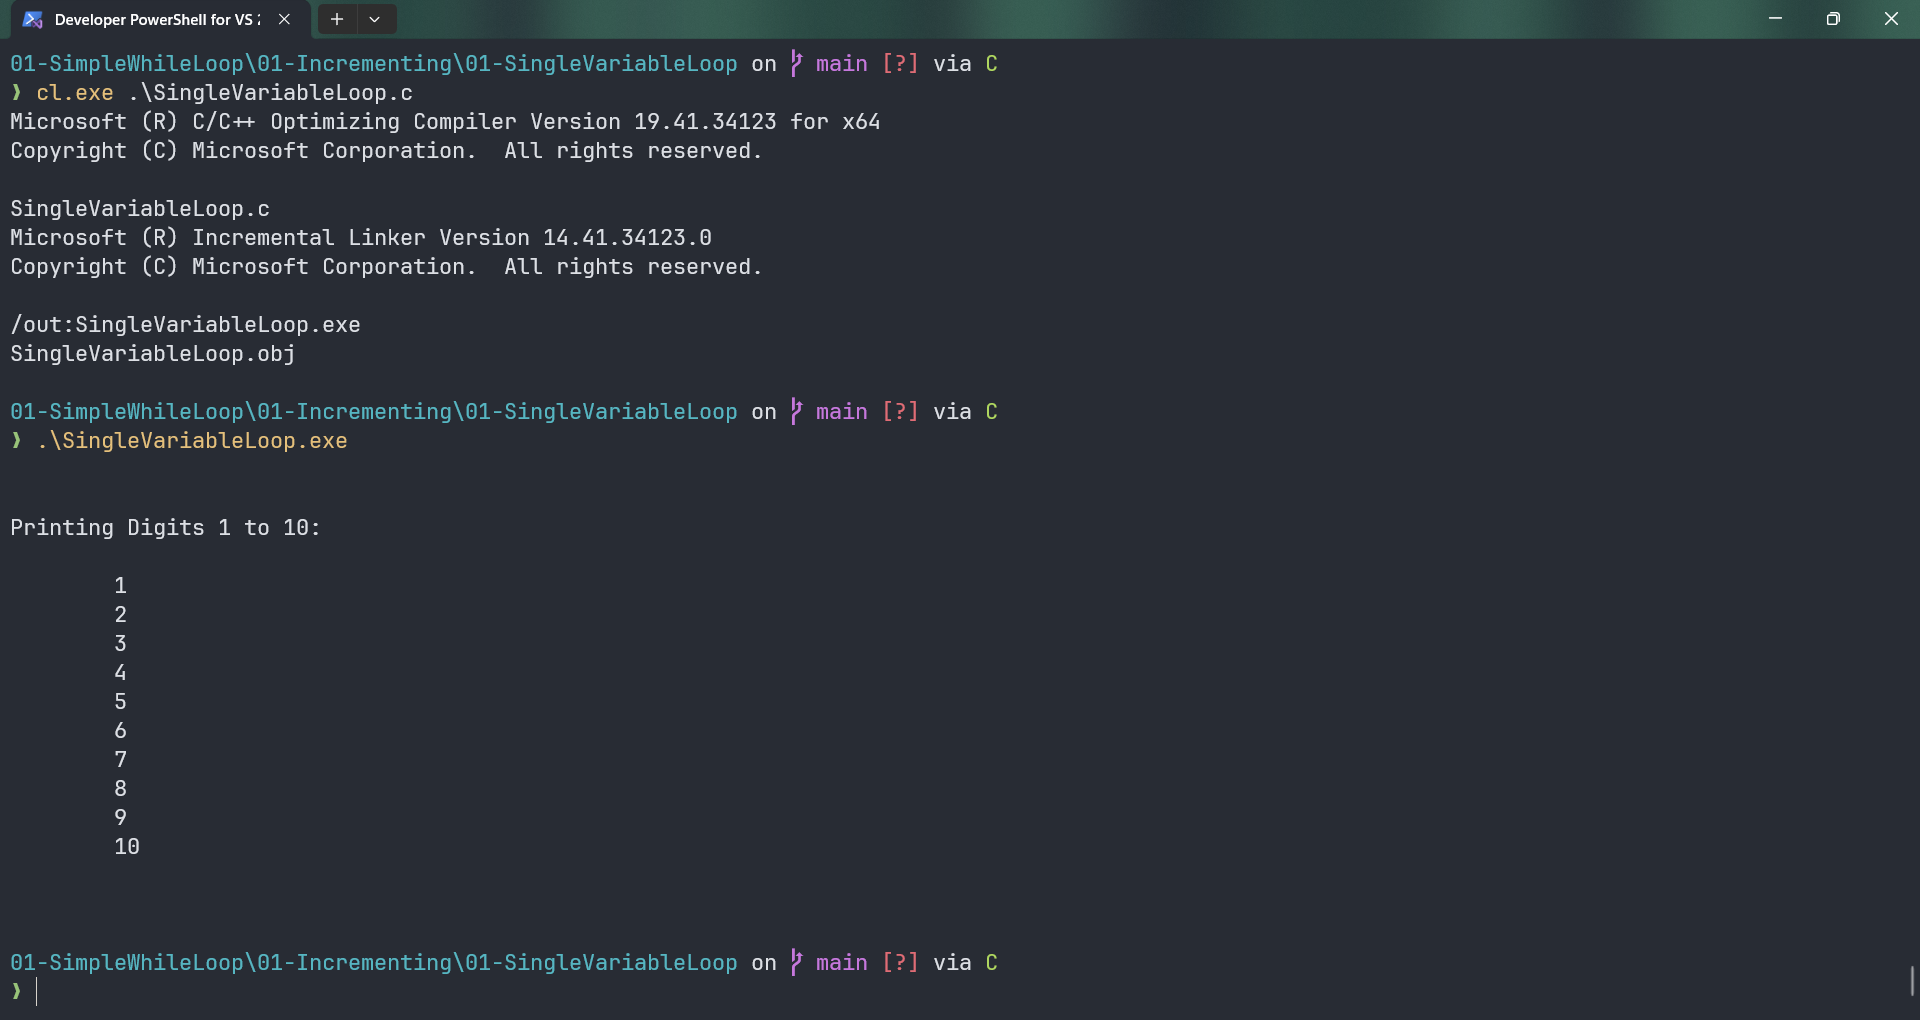 Developer PowerShell for VS 2
01-SimpleWhileLoop\01-Incrementing\01-SingleVariableLoop on main [?] via C
❱ cl.exe .\SingleVariableLoop.c
Microsoft (R) C/C++ Optimizing Compiler Version 19.41.34123 for x64
Copyright (C) Microsoft Corporation.  All rights reserved.
SingleVariableLoop.c
Microsoft (R) Incremental Linker Version 14.41.34123.0
Copyright (C) Microsoft Corporation.  All rights reserved.
/out:SingleVariableLoop.exe
SingleVariableLoop.obj
01-SimpleWhileLoop\01-Incrementing\01-SingleVariableLoop on main [?] via C
❱ .\SingleVariableLoop.exe
Printing Digits 1 to 10:
1
2
3
4
5
6
7
8
9
10
01-SimpleWhileLoop\01-Incrementing\01-SingleVariableLoop on main [?] via C
❱